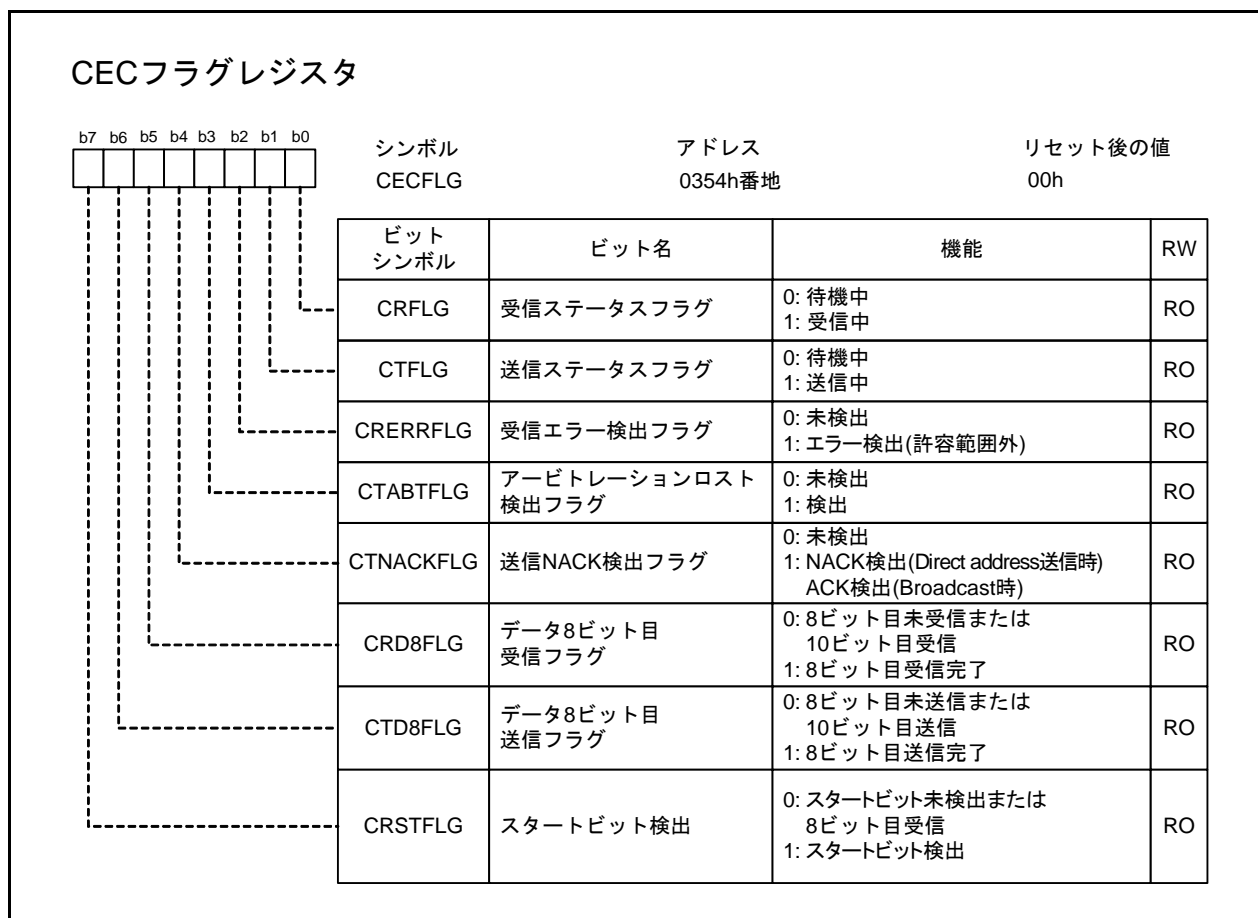 CECフラグレジスタ
b7 b6 b5 b4 b3 b2 b1 b0
シンボル アドレス リセット後の値
CECFLG 0354h番地 00h
ビット
シンボル
ビット名 機能 RW
CRFLG 受信ステータスフラグ
0: 待機中
1: 受信中
RO
CTFLG 送信ステータスフラグ
0: 待機中
1: 送信中
RO
CRERRFLG 受信エラー検出フラグ
0: 未検出
1: エラー検出(許容範囲外)
RO
CTABTFLG
アービトレーションロスト
検出フラグ
0: 未検出
1: 検出
RO
CTNACKFLG 送信NACK検出フラグ
0: 未検出
1: NACK検出(Direct address送信時)
ACK検出(Broadcast時)
RO
CRD8FLG
データ8ビット目
受信フラグ
0: 8ビット目未受信または
10ビット目受信
1: 8ビット目受信完了
RO
CTD8FLG
データ8ビット目
送信フラグ
0: 8ビット目未送信または
10ビット目送信
1: 8ビット目送信完了
RO
CRSTFLG スタートビット検出
0: スタートビット未検出または
8ビット目受信
1: スタートビット検出
RO